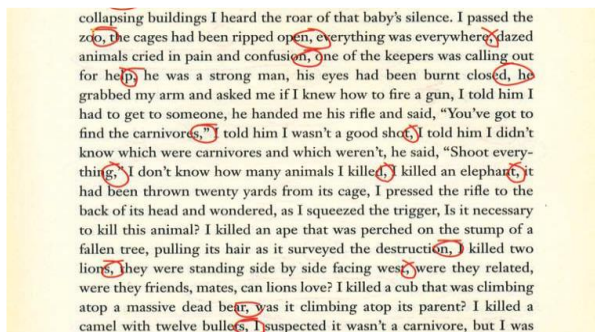 collapsing buildings I heard the roar of that baby's silence. I passed the
zoo, the cages had been ripped open, everything was everywhere, dazed
animals cried in pain and confusion, one of the keepers was calling out
for help, he was a strong man, his eyes had been burnt closed, he
grabbed my arm and asked me if I knew how to fire a gun, I told him I
had to get to someone, he handed me his rifle and said, “You've got to
find the carnivores,” I told him I wasn't a good shot, I told him I didn't
know which were carnivores and which weren't, he said, “Shoot every-
thing,” I don't know how many animals I killed, I killed an elephant, it
had been thrown twenty yards from its cage, I pressed the rifle to the
back of its head and wondered, as I squeezed the trigger, Is it necessary
to kill this animal? I killed an ape that was perched on the stump of a
fallen tree, pulling its hair as it surveyed the destruction, I killed two
lions, they were standing side by side facing west, were they related,
were they friends, mates, can lions love? I killed a cub that was climbing
atop a massive dead bear, was it climbing atop its parent? I killed a
camel with twelve bullets, I suspected it wasn't a carnivore, but I was